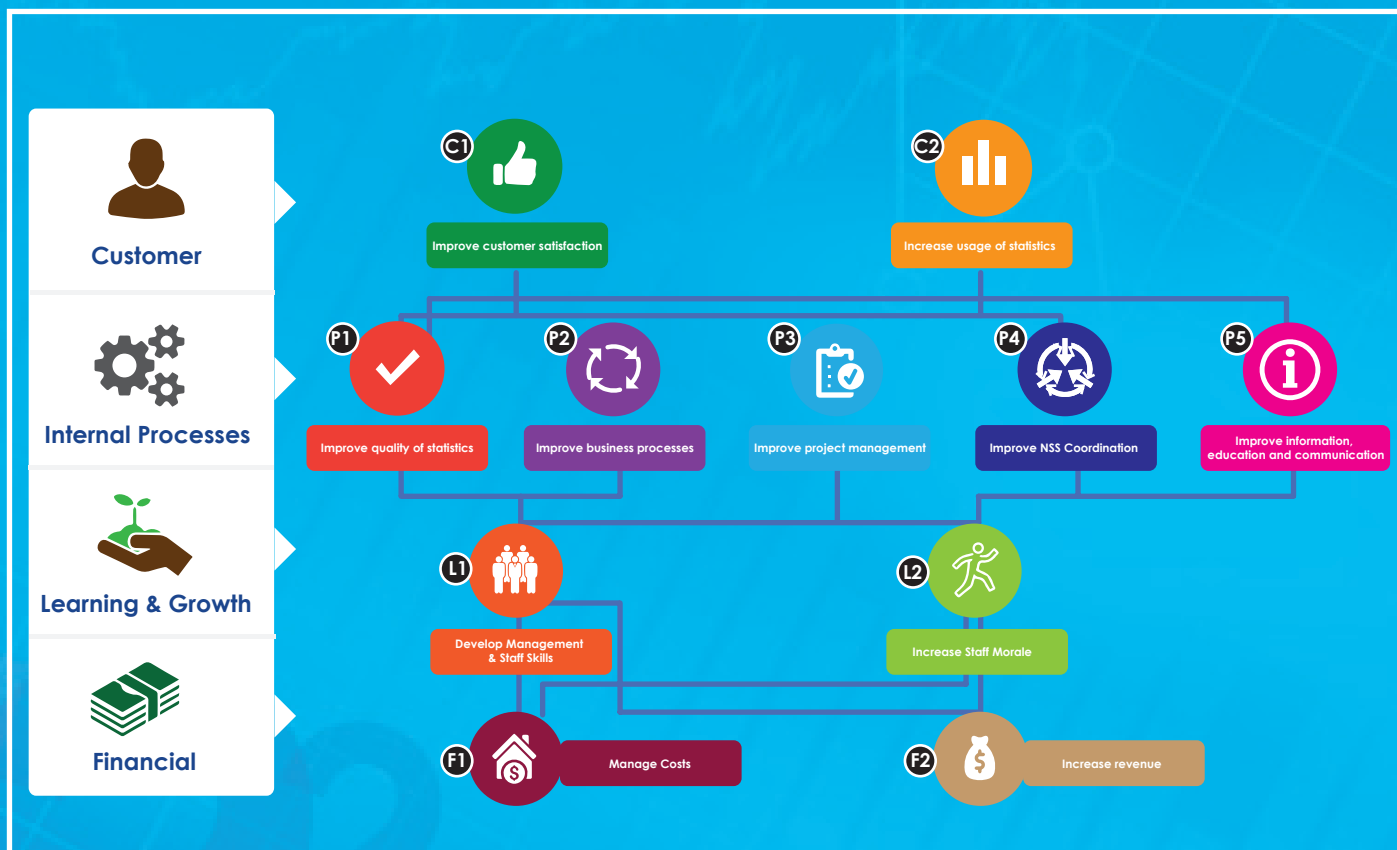 Customer
C1
C2
Improve customer satisfaction
Increase usage of statistics
Internal Processes
P1
P2
P3
P4
P5
Improve quality of statistics
Improve business processes
Improve project management
Improve NSS Coordination
Improve information,
education and communication
Learning & Growth
L1
L2
Develop Management
& Staff Skills
Increase Staff Morale
Financial
F1
$
Manage Costs
F2
$
Increase revenue